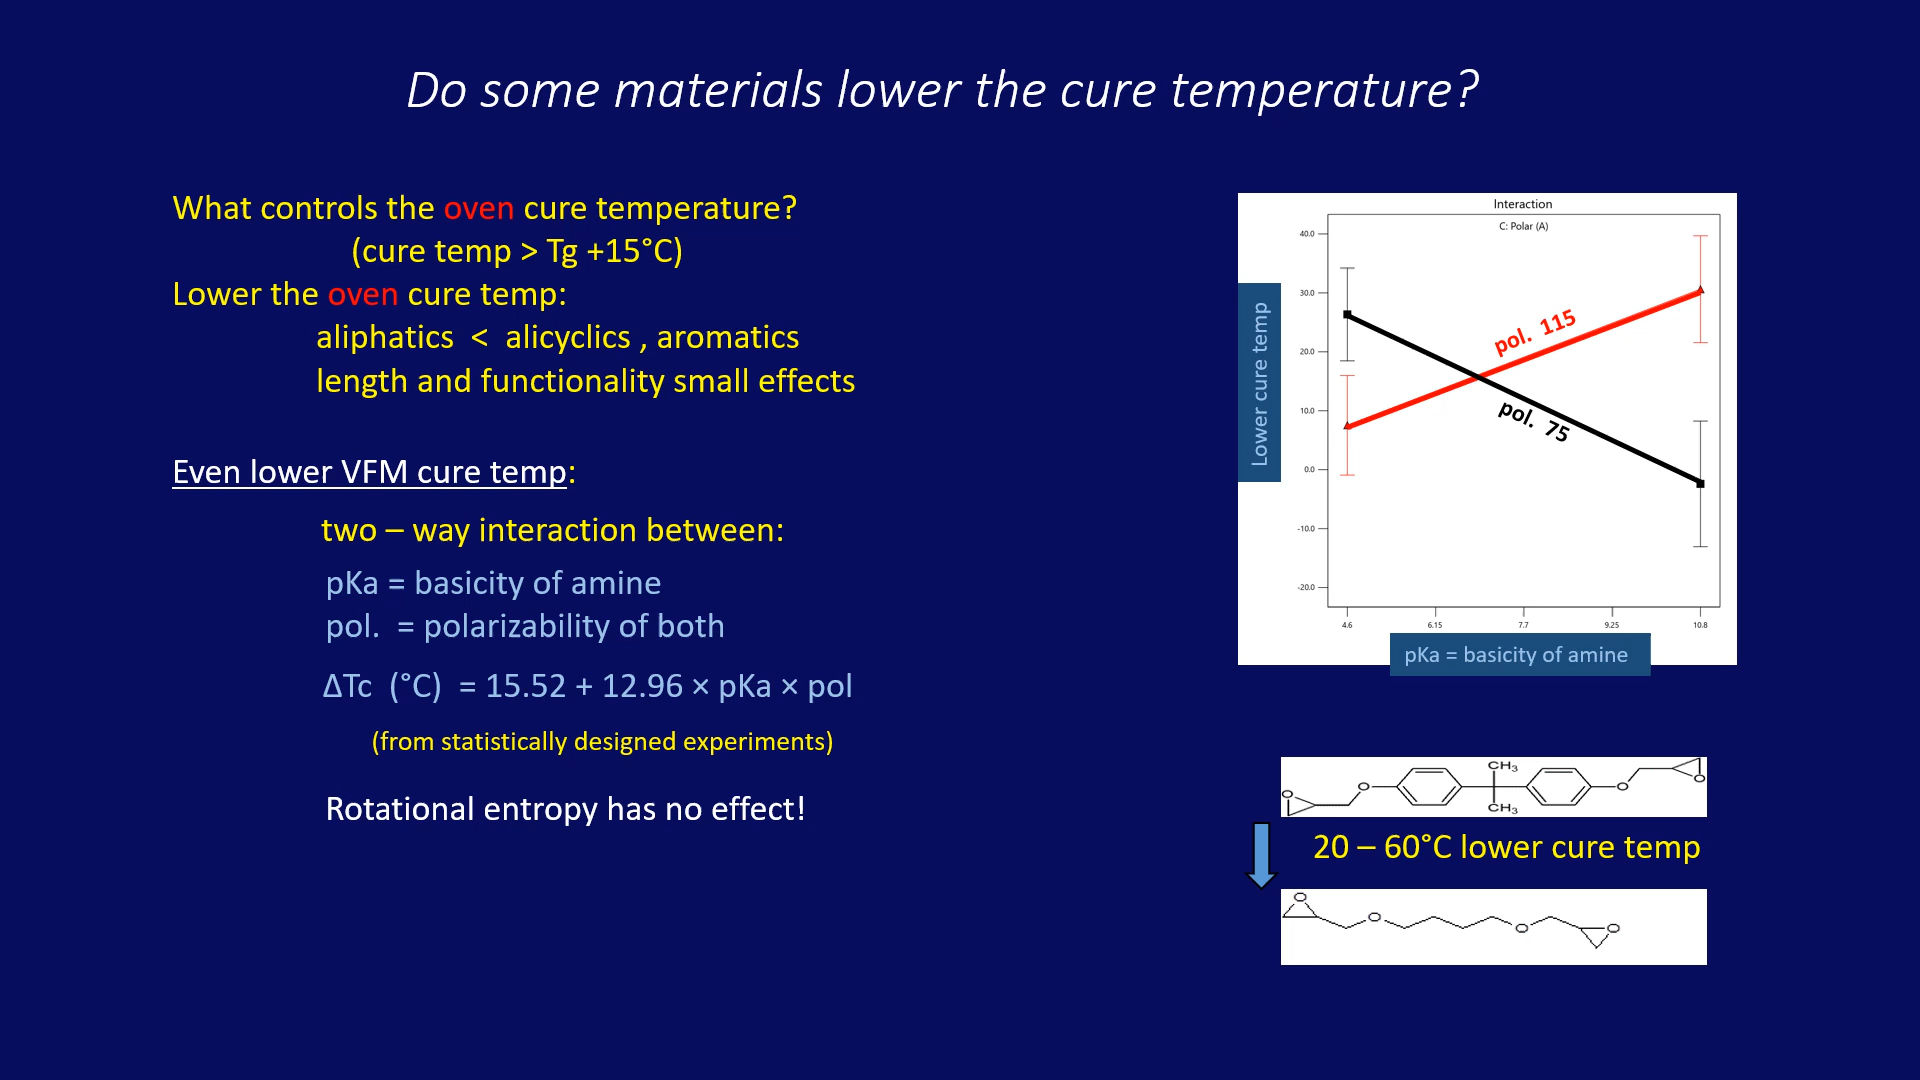 Do some materials lower the cure temperature?
What controls the oven cure temperature?
(cure temp > Tg +15°C)
Lower the oven cure temp:
aliphatics < alicyclics , aromatics
length and functionality small effects
Even lower VFM cure temp:
two – way interaction between:
pKa = basicity of amine
pol. = polarizability of both
ΔTc (°C) = 15.52 + 12.96 × pKa × pol
(from statistically designed experiments)
Rotational entropy has no effect!
Interaction
C: Polar (A)
40.0
30.0
20.0
10.0
0.0
-10.0
-20.0
Lower cure temp
pol. 115
pol. 75
4.6
6.15
7.7
9.25
10.8
pKa = basicity of amine
CH3
O
O
O
O
CH3
20 – 60°C lower cure temp
O
O
O
O